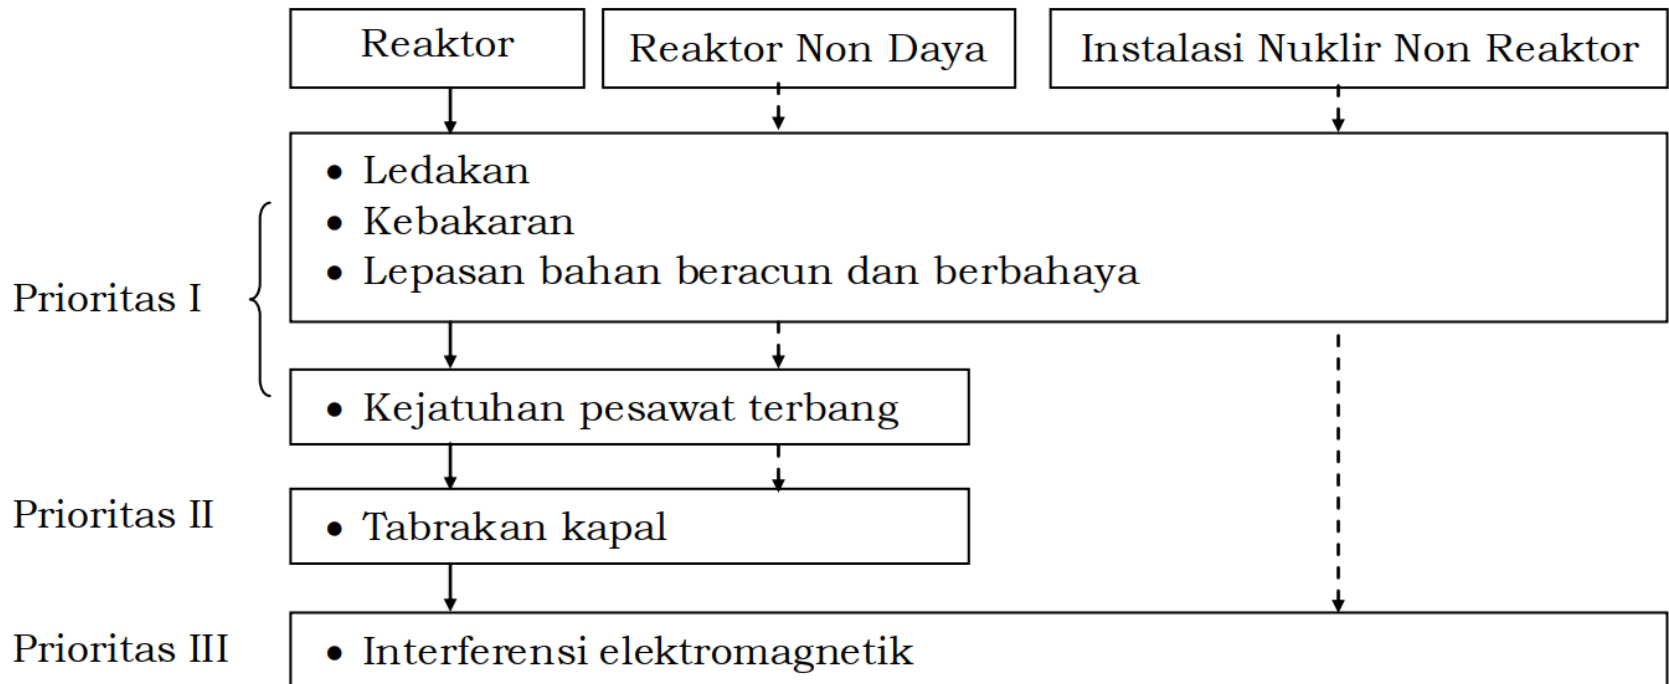 Reaktor
Reaktor Non Daya
Instalasi Nuklir Non Reaktor
Prioritas I
• Ledakan
• Kebakaran
• Lepasan bahan beracun dan berbahaya
• Kejatuhan pesawat terbang
Prioritas II
• Tabrakan kapal
Prioritas III
• Interferensi elektromagnetik